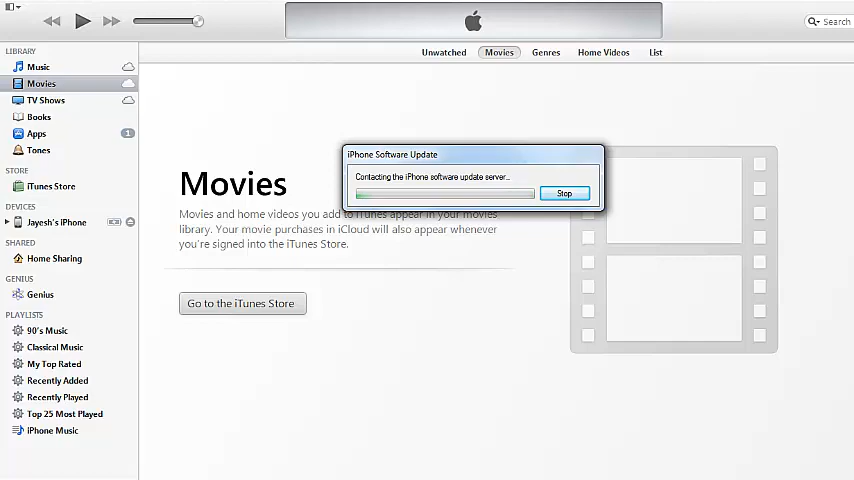 Search
Unwatched Movies Genres Home Videos List
LIBRARY
Music
Movies
TV Shows
Books
Apps 1
Tones
STORE
iTunes Store
DEVICES
Jayesh's iPhone
SHARED
Home Sharing
GENIUS
Genius
PLAYLISTS
90's Music
Classical Music
My Top Rated
Recently Added
Recently Played
Top 25 Most Played
iPhone Music
iPhone Software Update
Contacting the iPhone software update server...
Stop
Movies
Movies and home videos you add to iTunes appear in your movies
library. Your movie purchases in iCloud will also appear whenever
you're signed into the iTunes Store.
Go to the iTunes Store